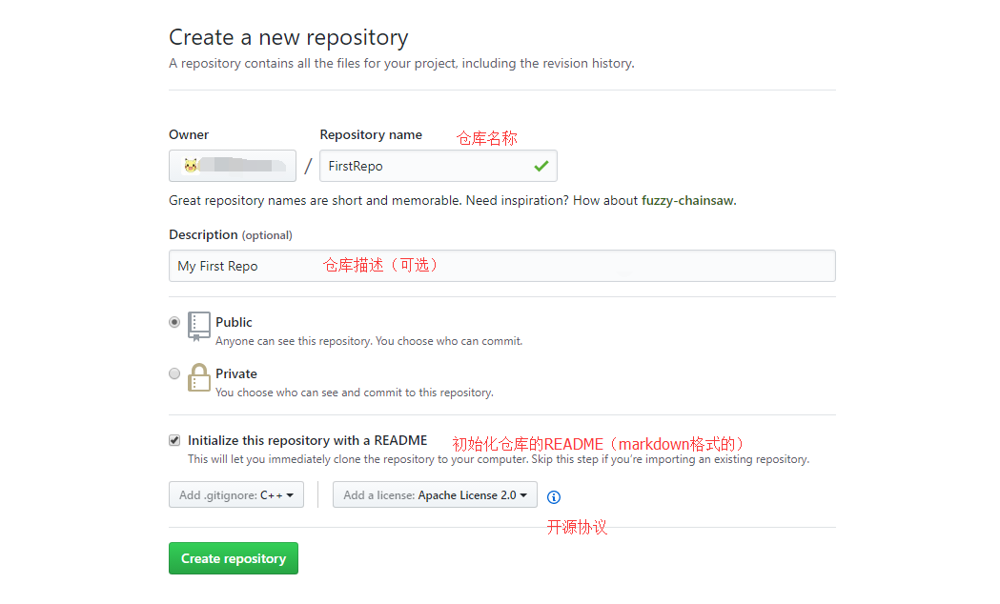 Create a new repository
A repository contains all the files for your project, including the revision history.
Owner
Repository name 仓库名称
/ FirstRepo
Great repository names are short and memorable. Need inspiration? How about fuzzy-chainsaw.
Description (optional)
My First Repo 仓库描述（可选）
Public
Anyone can see this repository. You choose who can commit.
Private
You choose who can see and commit to this repository.
Initialize this repository with a README 初始化仓库的README（markdown格式的）
This will let you immediately clone the repository to your computer. Skip this step if you're importing an existing repository.
Add .gitignore: C++
Add a license: Apache License 2.0
开源协议
Create repository